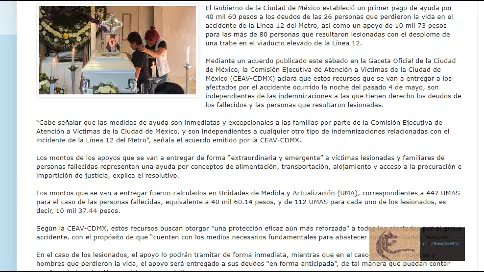 El Gobierno de la Ciudad de México estableció un primer pago de ayuda por
40 mil 60 pesos a los deudos de las 26 personas que perdieron la vida en el
accidente de la Línea 12 del Metro, así como un apoyo de 10 mil 73 pesos
para las más de 80 personas que resultaron lesionadas con el desplome de
una trabe en el viaducto elevado de la Línea 12.
Mediante un acuerdo publicado este sábado en la Gaceta Oficial de la Ciudad
de México, la Comisión Ejecutiva de Atención a Víctimas de la Ciudad de
México (CEAV-CDMX) aclara que estos recursos que se van a entregar a los
afectados por el accidente ocurrido la noche del pasado 4 de mayo, son
independientes de las indemnizaciones a las que tienen derecho los deudos de
los fallecidos y las personas que resultaron lesionadas.
"Cabe señalar que las medidas de ayuda son inmediatas y excepcionales a las familias por parte de la Comisión Ejecutiva de
Atención a Víctimas de la Ciudad de México, y son independientes a cualquier otro tipo de indemnizaciones relacionadas con el
incidente de la Línea 12 del Metro", señala el acuerdo emitido por la CEAV-CDMX.
Los montos de los apoyos que se van a entregar de forma "extraordinaria y emergente" a víctimas lesionadas y familiares de
personas fallecidas representan una ayuda por conceptos de alimentación, transportación, alojamiento y acceso a la procuración e
impartición de justicia, explica el resolutivo.
Los montos que se van a entregar fueron calculados en Unidades de Medida y Actualización (UMA), correspondientes a 447 UMAS
para el caso de las personas fallecidas, equivalente a 40 mil 60.14 pesos, y de 112 UMAS para cada uno de los lesionados, es
decir, 10 mil 37.44 pesos.
Según la CEAV-CDMX, estos recursos buscan otorgar "una protección eficaz aún más reforzada" a
accidente, con el propósito de que "cuenten con los medios necesarios fundamentales para abastecer
En el caso de los lesionados, el apoyo lo podrán tramitar de forma inmediata, mientras que en el caso
hombres que perdieron la vida, el apoyo será entregado a sus deudos "en forma anticipada", de tal manera que puedan contar